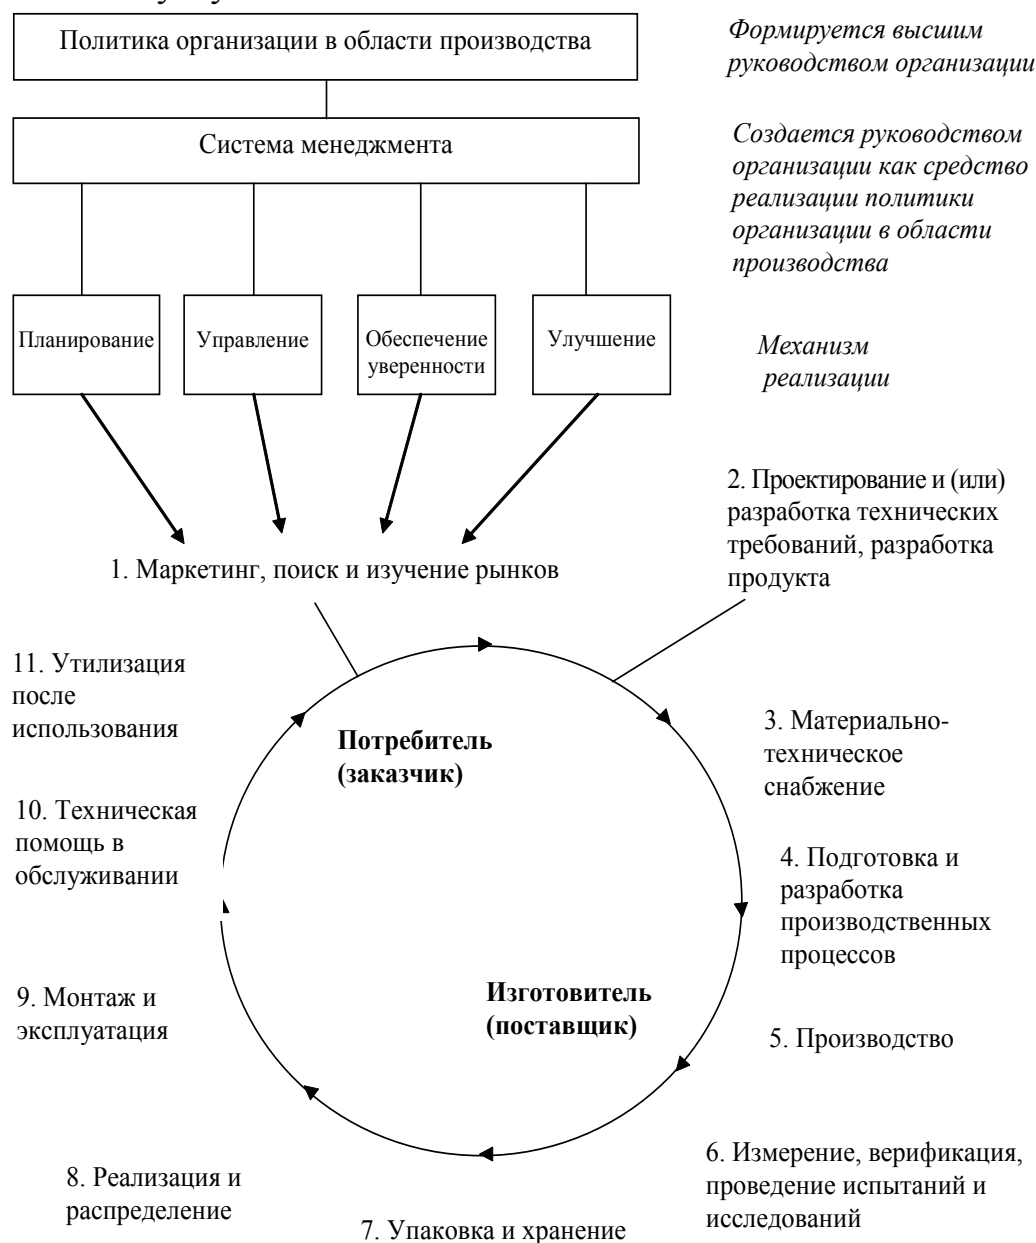 Политика организации в области производства
Формируется высшим
руководством организации
Система менеджмента
Создается руководством
организации как средство
реализации политики
организации в области
производства
Планирование
Управление
Обеспечение
уверенности
Улучшение
Механизм
реализации
2. Проектирование и (или)
разработка технических
требований, разработка
продукта
1. Маркетинг, поиск и изучение рынков
11. Утилизация
после
использования
Потребитель
(заказчик)
3. Материально-
техническое
снабжение
10. Техническая
помощь в
обслуживании
4. Подготовка и
разработка
производственных
процессов
9. Монтаж и
эксплуатация
Изготовитель
(поставщик)
5. Производство
8. Реализация и
распределение
7. Упаковка и хранение
6. Измерение, верификация,
проведение испытаний и
исследований